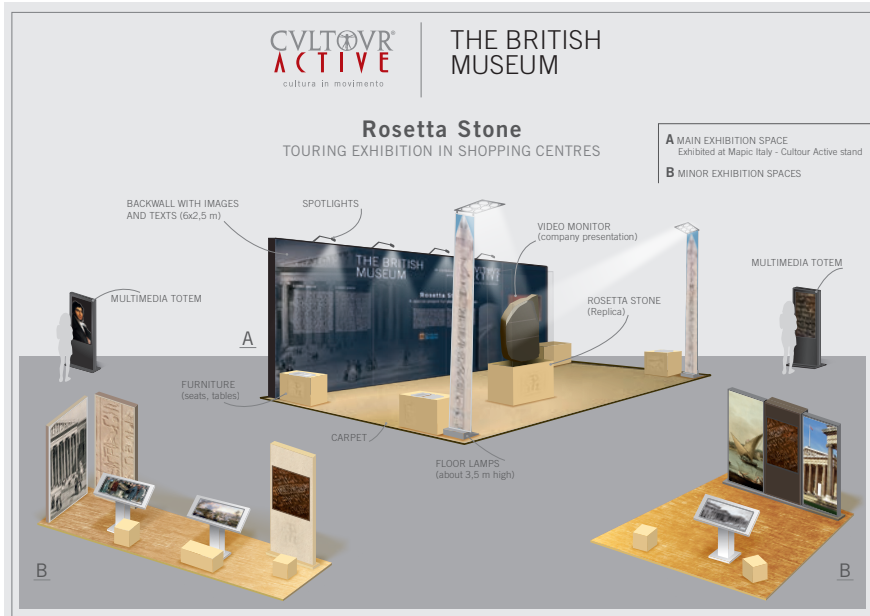 CVLTOVR®
ACTIVE
cultura in movimento
THE BRITISH
MUSEUM
Rosetta Stone
TOURING EXHIBITION IN SHOPPING CENTRES
A MAIN EXHIBITION SPACE
Exhibited at Mapic Italy - Cultour Active stand
B MINOR EXHIBITION SPACES
BACKWALL WITH IMAGES
AND TEXTS (6x2,5 m)
SPOTLIGHTS
VIDEO MONITOR
(company presentation)
MULTIMEDIA TOTEM
MULTIMEDIA TOTEM
ROSETTA STONE
(Replica)
THE BRITISH
MUSEUM
Rosetta Stone
A
FURNITURE
(seats, tables)
CARPET
FLOOR LAMPS
(about 3,5 m high)
B
B